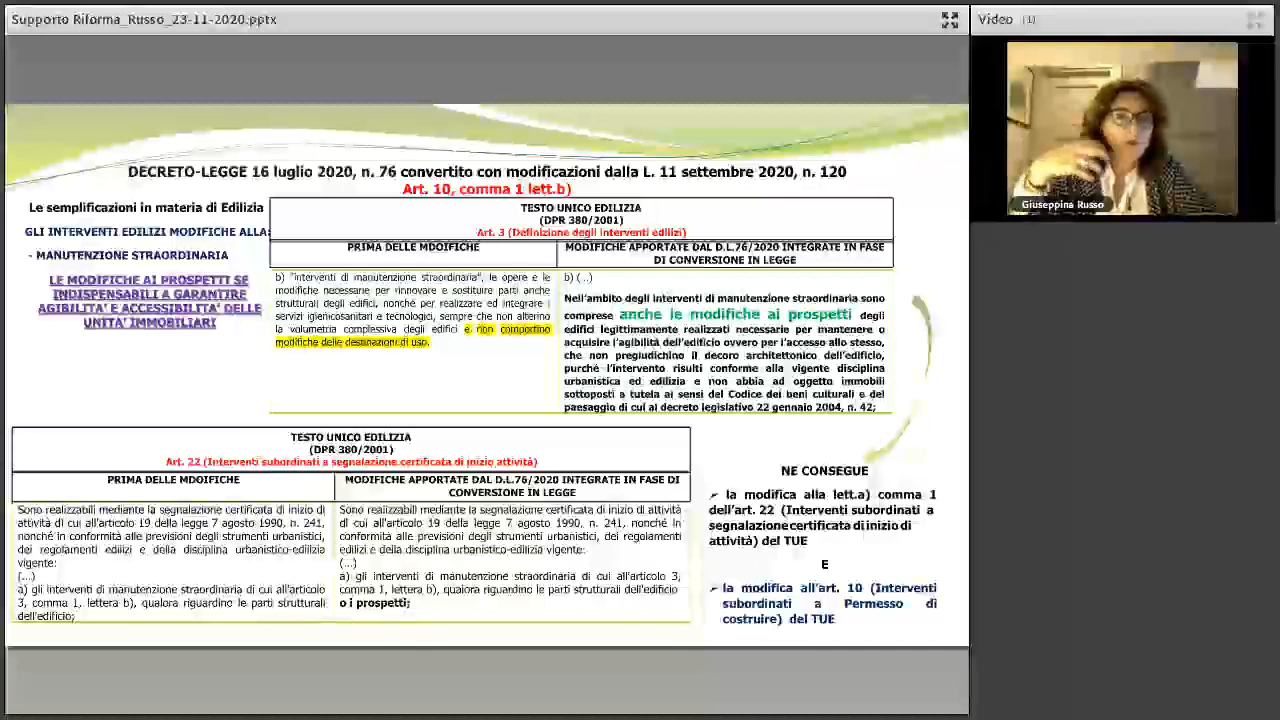 Supporto Riforma_Russo_23-11-2020.pptx
Video (1)
Giuseppina Russo
DECRETO-LEGGE 16 luglio 2020, n. 76 convertito con modificazioni dalla L. 11 settembre 2020, n. 120
Art. 10, comma 1 lett.b)
Le semplificazioni in materia di Edilizia
GLI INTERVENTI EDILIZI MODIFICHE ALLA:
- MANUTENZIONE STRAORDINARIA
LE MODIFICHE AI PROSPETTI SE
INDISPENSABILI A GARANTIRE
AGIBILITA' E ACCESSIBILITA' DELLE
UNITA' IMMOBILIARI
TESTO UNICO EDILIZIA
(DPR 380/2001)
Art. 3 (Definizione degli interventi edilizi)
PRIMA DELLE MDOIFICHE
MODIFICHE APPORTATE DAL D.L.76/2020 INTEGRATE IN FASE
DI CONVERSIONE IN LEGGE
b) "interventi di manutenzione straordinaria", le opere e le
modifiche necessarie per rinnovare e sostituire parti anche
strutturali degli edifici, nonché per realizzare ed integrare i
servizi igienicosanitari e tecnologici, sempre che non alterino
la volumetria complessiva degli edifici e non comportino
modifiche delle destinazioni di uso.
b) (...)
Nell'ambito degli interventi di manutenzione straordinaria sono
comprese anche le modifiche ai prospetti degli
edifici legittimamente realizzati necessarie per mantenere o
acquisire l'agibilità dell'edificio ovvero per l'accesso allo stesso,
che non pregiudichino il decoro architettonico dell'edificio,
purché l'intervento risulti conforme alla vigente disciplina
urbanistica ed edilizia e non abbia ad oggetto immobili
sottoposti a tutela ai sensi del Codice dei beni culturali e del
paesaggio di cui al decreto legislativo 22 gennaio 2004, n. 42;
TESTO UNICO EDILIZIA
(DPR 380/2001)
Art. 22 (Interventi subordinati a segnalazione certificata di inizio attività)
PRIMA DELLE MDOIFICHE
MODIFICHE APPORTATE DAL D.L.76/2020 INTEGRATE IN FASE DI
CONVERSIONE IN LEGGE
Sono realizzabili mediante la segnalazione certificata di inizio di
attività di cui all'articolo 19 della legge 7 agosto 1990, n. 241,
nonché in conformità alle previsioni degli strumenti urbanistici,
dei regolamenti edilizi e della disciplina urbanistico-edilizia
vigente:
(...)
a) gli interventi di manutenzione straordinaria di cui all'articolo
3, comma 1, lettera b), qualora riguardino le parti strutturali
dell'edificio;
Sono realizzabili mediante la segnalazione certificata di inizio di attività
di cui all'articolo 19 della legge 7 agosto 1990, n. 241, nonché in
conformità alle previsioni degli strumenti urbanistici, dei regolamenti
edilizi e della disciplina urbanistico-edilizia vigente:
(...)
a) gli interventi di manutenzione straordinaria di cui all'articolo 3,
comma 1, lettera b), qualora riguardino le parti strutturali dell'edificio
o i prospetti;
NE CONSEGUE
➢ la modifica alla lett.a) comma 1
dell'art. 22 (Interventi subordinati a
segnalazione certificata di inizio di
attività) del TUE
E
➢ la modifica all'art. 10 (Interventi
subordinati a Permesso di
costruire) del TUE